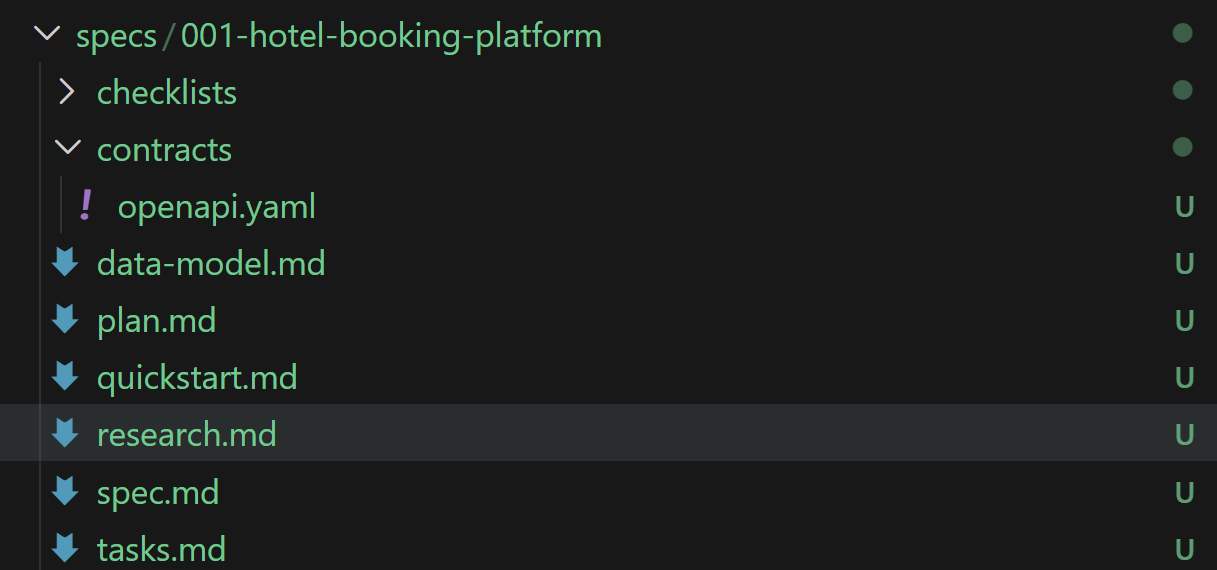 specs/001-hotel-booking-platform
checklists
contracts
! openapi.yaml U
data-model.md U
plan.md U
quickstart.md U
research.md U
spec.md U
tasks.md U